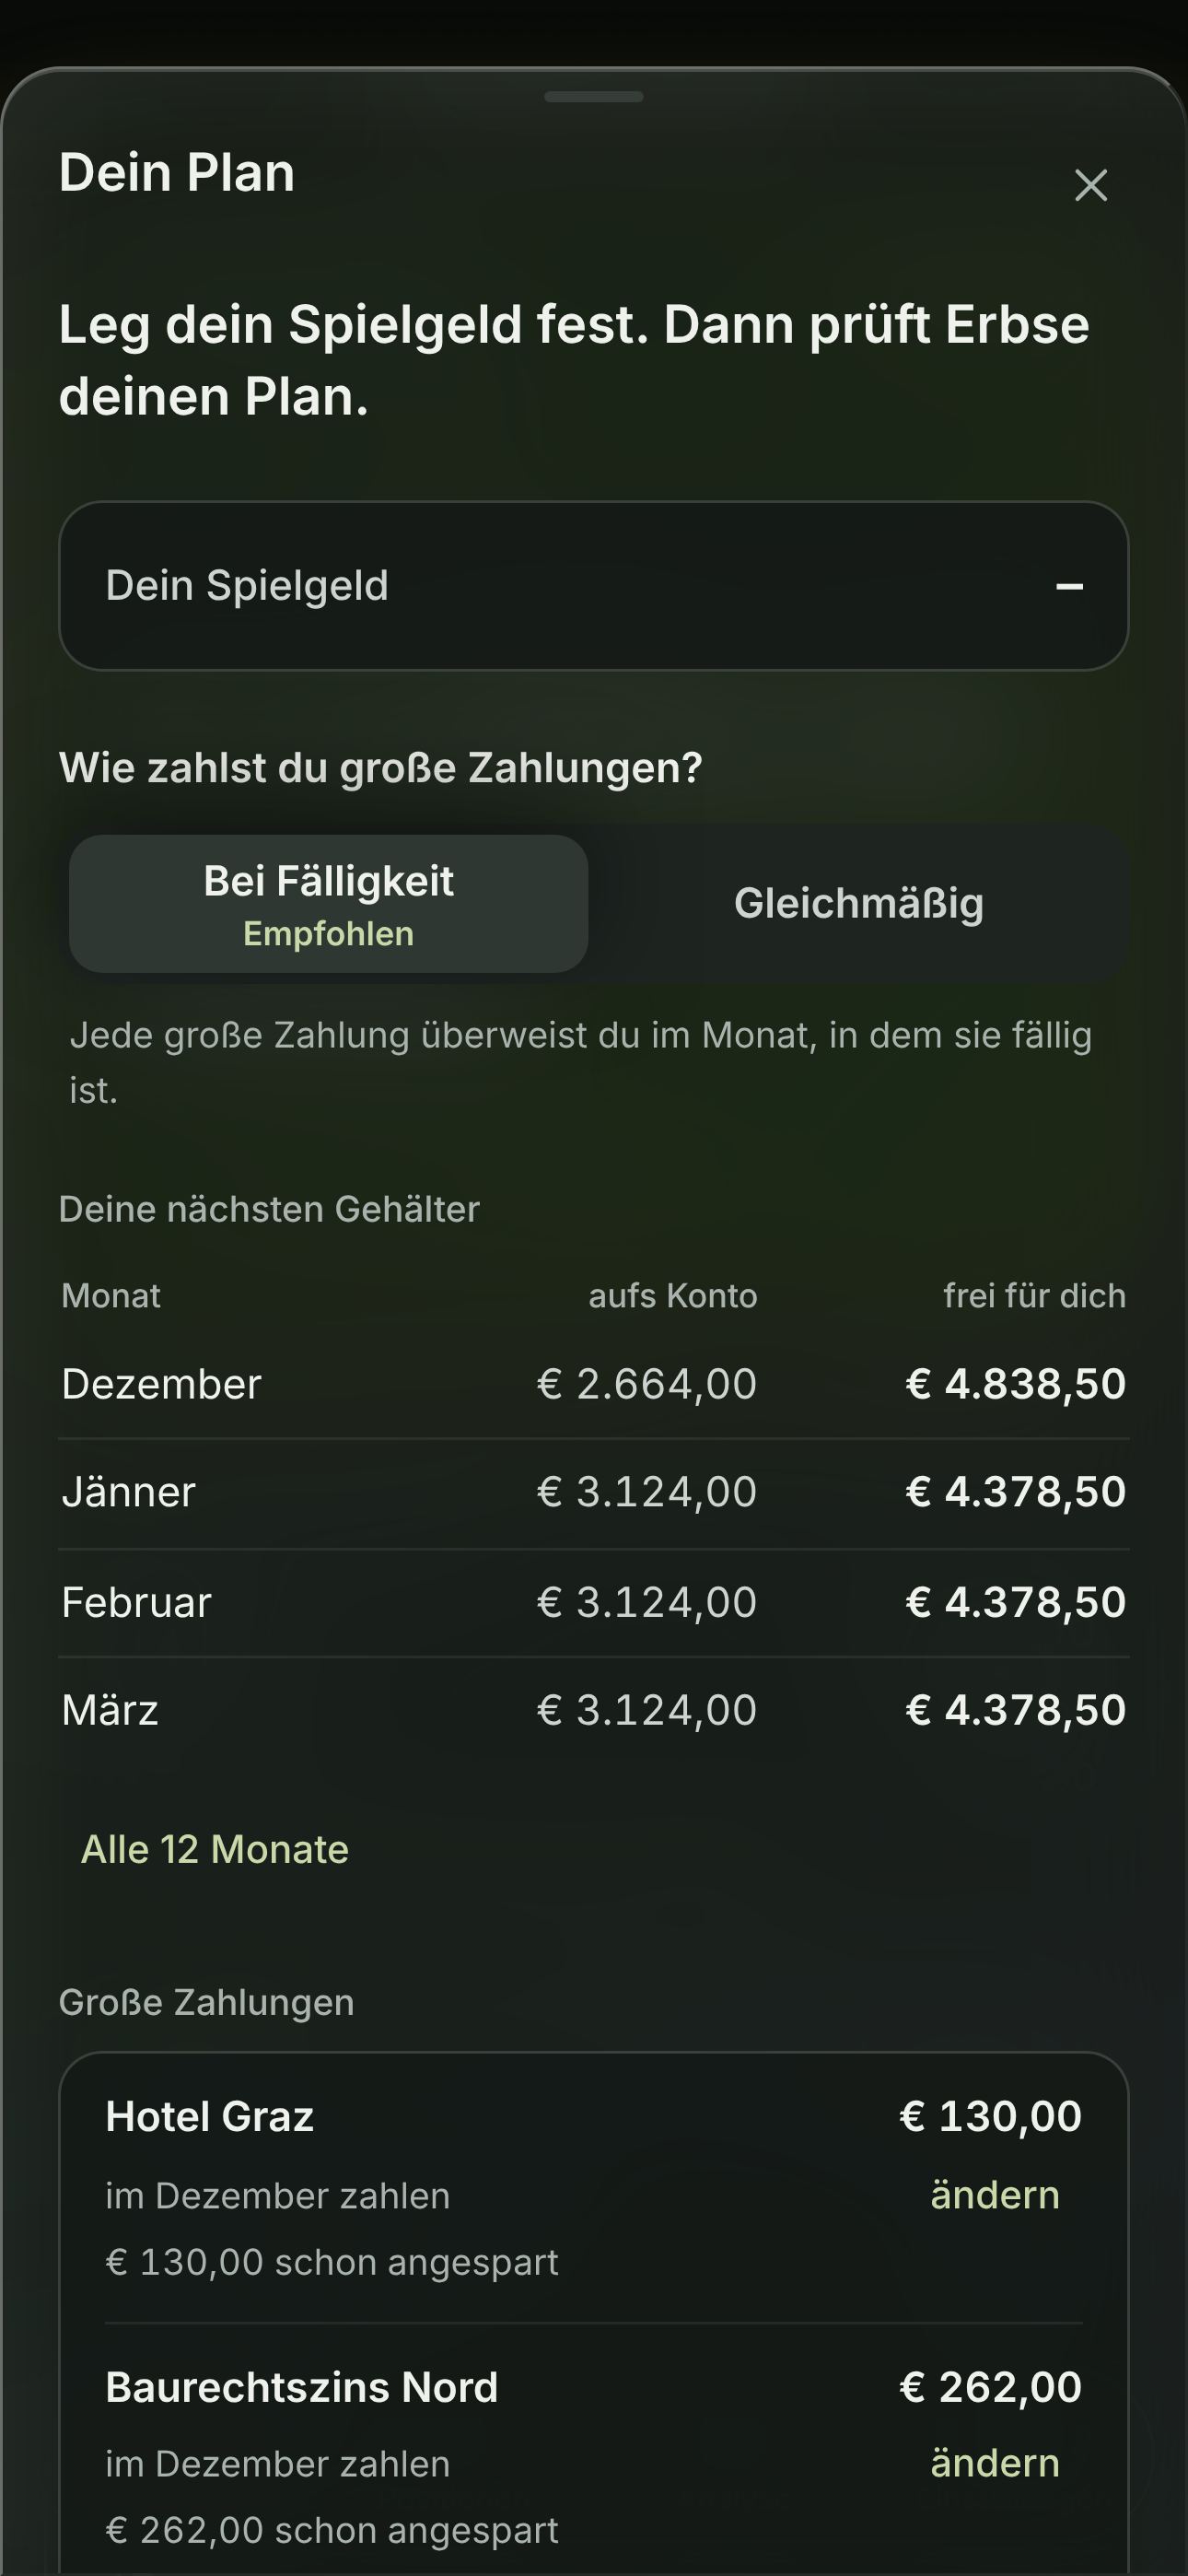 Dein Plan
Leg dein Spielgeld fest. Dann prüft Erbse
deinen Plan.
Dein Spielgeld –
Wie zahlst du große Zahlungen?
Bei Fälligkeit
Empfohlen
Gleichmäßig
Jede große Zahlung überweist du im Monat, in dem sie fällig
ist.
Deine nächsten Gehälter
Monat aufs Konto frei für dich
Dezember € 2.664,00 € 4.838,50
Jänner € 3.124,00 € 4.378,50
Februar € 3.124,00 € 4.378,50
März € 3.124,00 € 4.378,50
Alle 12 Monate
Große Zahlungen
Hotel Graz € 130,00
im Dezember zahlen ändern
€ 130,00 schon angespart
Baurechtszins Nord € 262,00
im Dezember zahlen ändern
€ 262,00 schon angespart